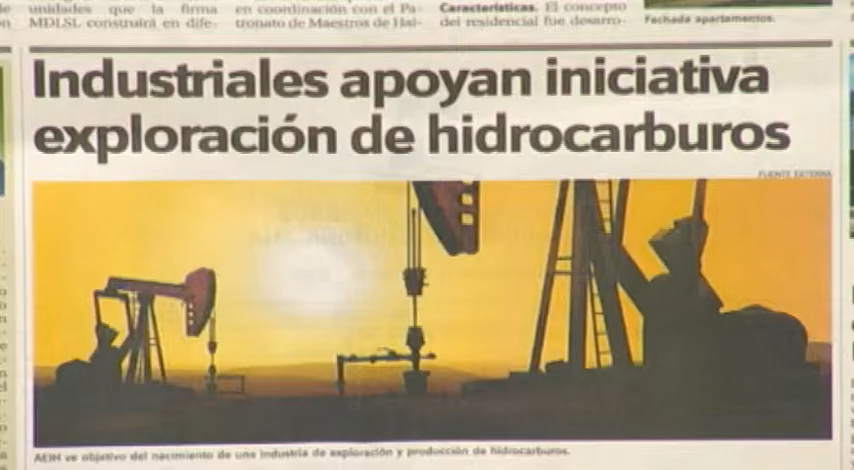 unidades que la firma
MDLSL construirá en dife-
en coordinación con el Pa-
tronato de Maestros de Hai-
Características. El concepto
del residencial fue desarro-
Fachada apartamentos.
Industriales apoyan iniciativa
exploración de hidrocarburos
FUENTE EXTERNA
AEIH ve objetivo del nacimiento de una industria de exploración y producción de hidrocarburos.